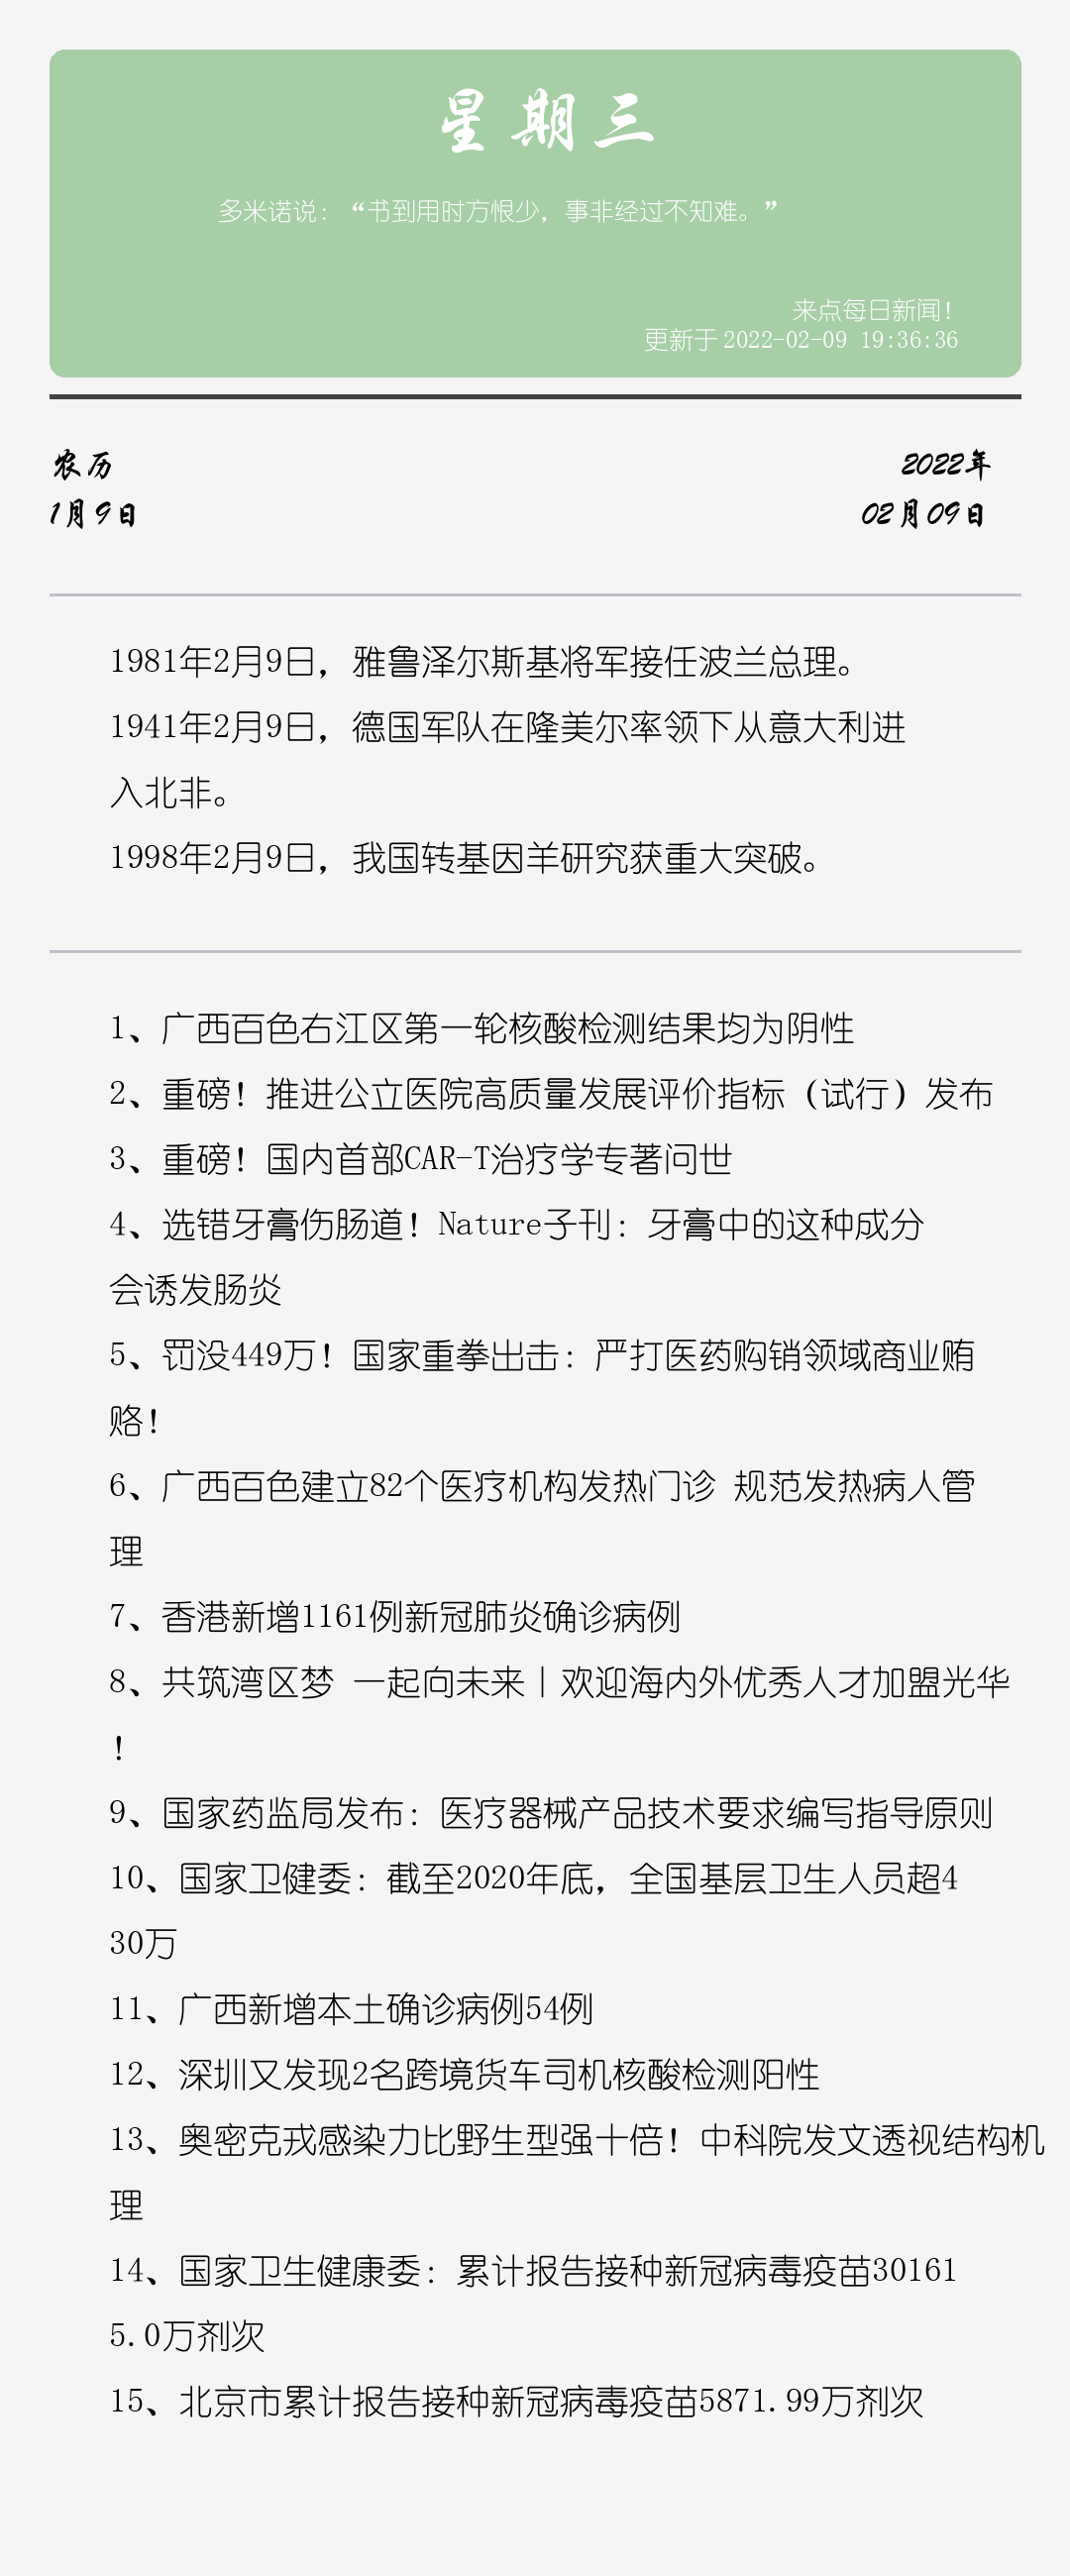 星期三
多米诺说：“书到用时方恨少，事非经过不知难。”
来点每日新闻！
更新于2022-02-09 19:36:36
农历
2022年
1月9日
02月09日
1981年2月9日，雅鲁泽尔斯基将军接任波兰总理。
1941年2月9日，德国军队在隆美尔率领下从意大利进
入北非。
1998年2月9日，我国转基因羊研究获重大突破。
1、广西百色右江区第一轮核酸检测结果均为阴性
2、重磅！推进公立医院高质量发展评价指标（试行）发布
3、重磅！国内首部CAR-T治疗学专著问世
4、选错牙膏伤肠道！Nature子刊：牙膏中的这种成分
会诱发肠炎
5、罚没449万！国家重拳出击：严打医药购销领域商业贿
赂！
6、广西百色建立82个医疗机构发热门诊 规范发热病人管
理
7、香港新增1161例新冠肺炎确诊病例
8、共筑湾区梦 一起向未来｜欢迎海内外优秀人才加盟光华
！
9、国家药监局发布：医疗器械产品技术要求编写指导原则
10、国家卫健委：截至2020年底，全国基层卫生人员超4
30万
11、广西新增本土确诊病例54例
12、深圳又发现2名跨境货车司机核酸检测阳性
13、奥密克戎感染力比野生型强十倍！中科院发文透视结构机
理
14、国家卫生健康委：累计报告接种新冠病毒疫苗30161
5.0万剂次
15、北京市累计报告接种新冠病毒疫苗5871.99万剂次